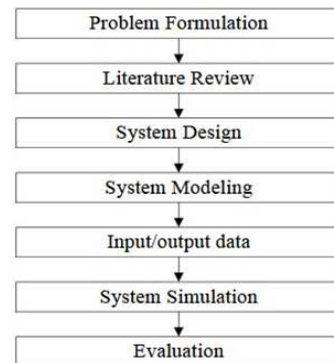 Problem Formulation
Literature Review
System Design
System Modeling
Input/output data
System Simulation
Evaluation